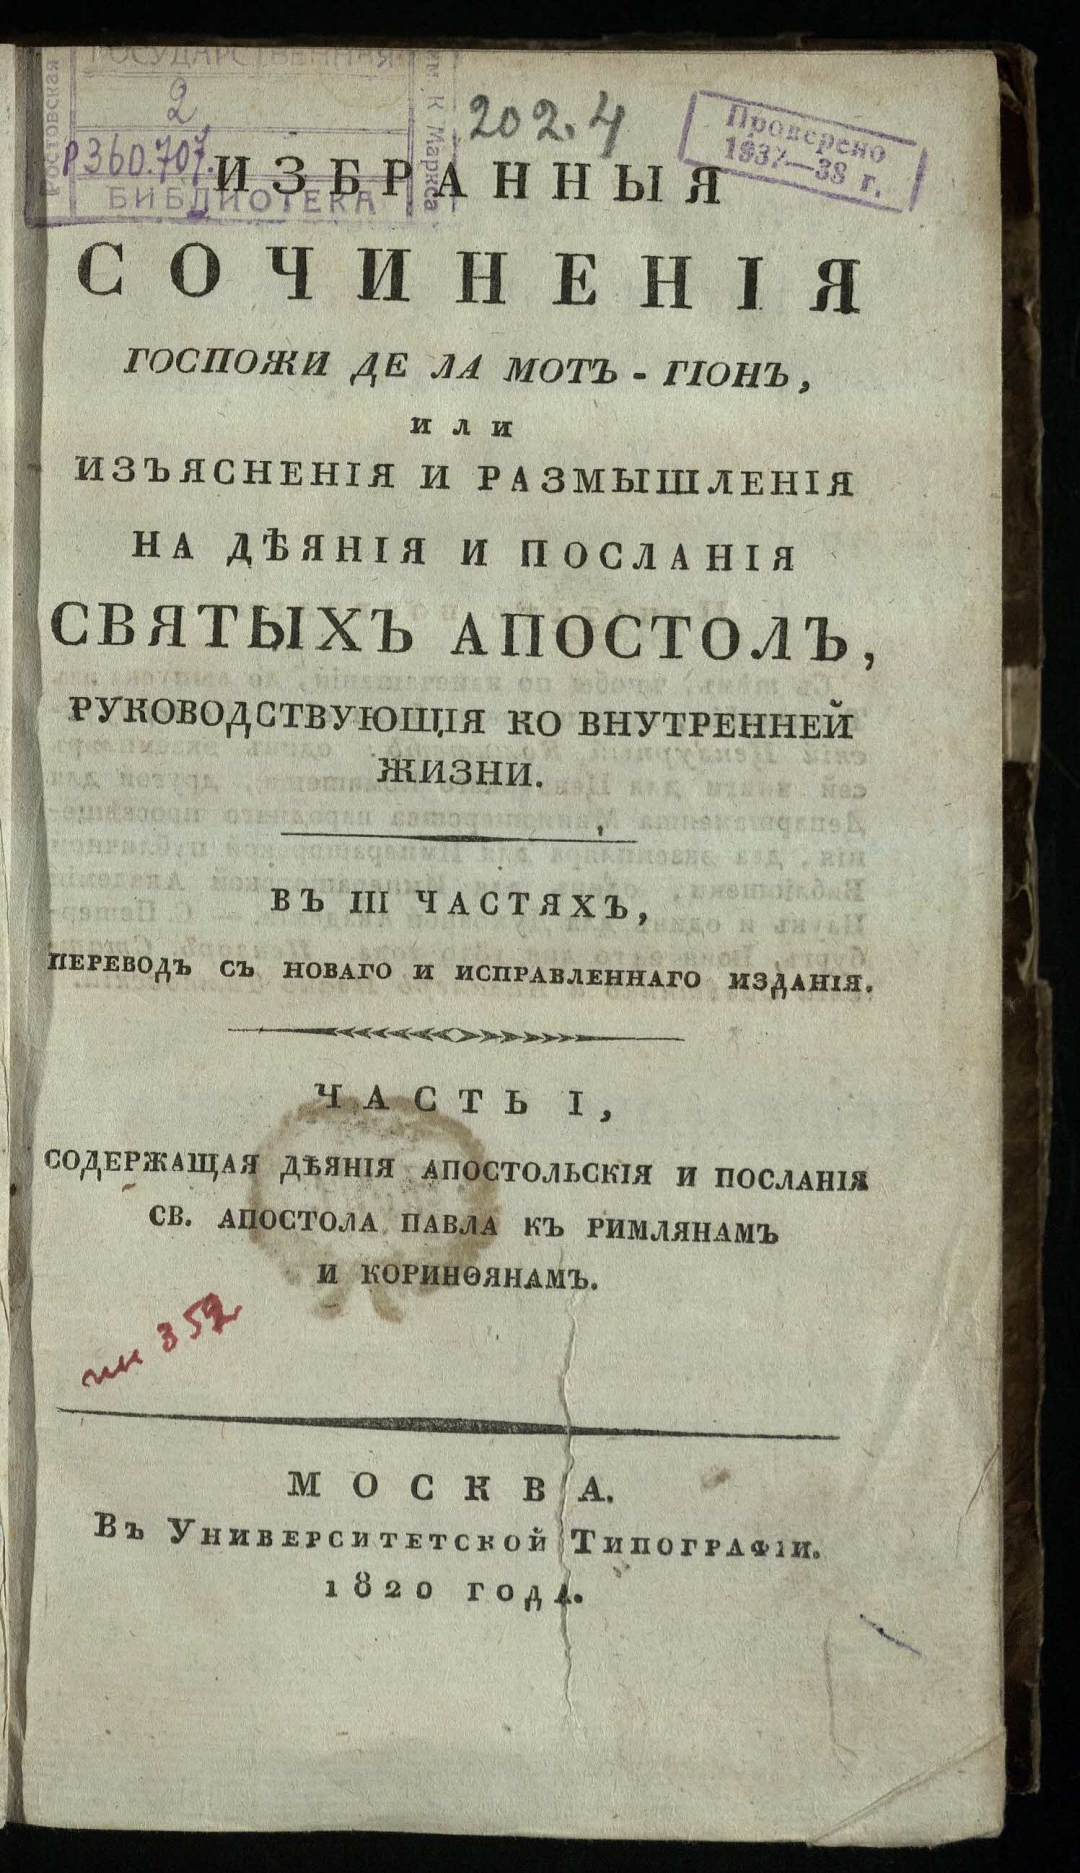 ГОСУДАРСТВЕННАЯ
Ростовская
2
им. К. Маркса
202.4
Проверено
1937—38 г.
Р360.707.
БИБЛИОТЕКА
ИЗБРАННЫЯ
СОЧИНЕНІЯ
ГОСПОЖИ ДЕ ЛА МОТЪ - ГІОНЪ,
или
ИЗЪЯСНЕНІЯ И РАЗМЫШЛЕНІЯ
НА ДѢЯНІЯ И ПОСЛАНІЯ
СВЯТЫХЪ АПОСТОЛЪ,
РУКОВОДСТВУЮЩІЯ КО ВНУТРЕННЕЙ
ЖИЗНИ.
ВЪ III ЧАСТЯХЪ,
ПЕРЕВОДЪ СЪ НОВАГО И ИСПРАВЛЕННАГО ИЗДАНІЯ.
ЧАСТЬ I,
СОДЕРЖАЩАЯ ДѢЯНІЯ АПОСТОЛЬСКІЯ И ПОСЛАНІЯ
СВ. АПОСТОЛА ПАВЛА КЪ РИМЛЯНАМЪ
И КОРИНѲЯНАМЪ.
352
МОСКВА.
Въ Университетской Типографіи.
1820 года.